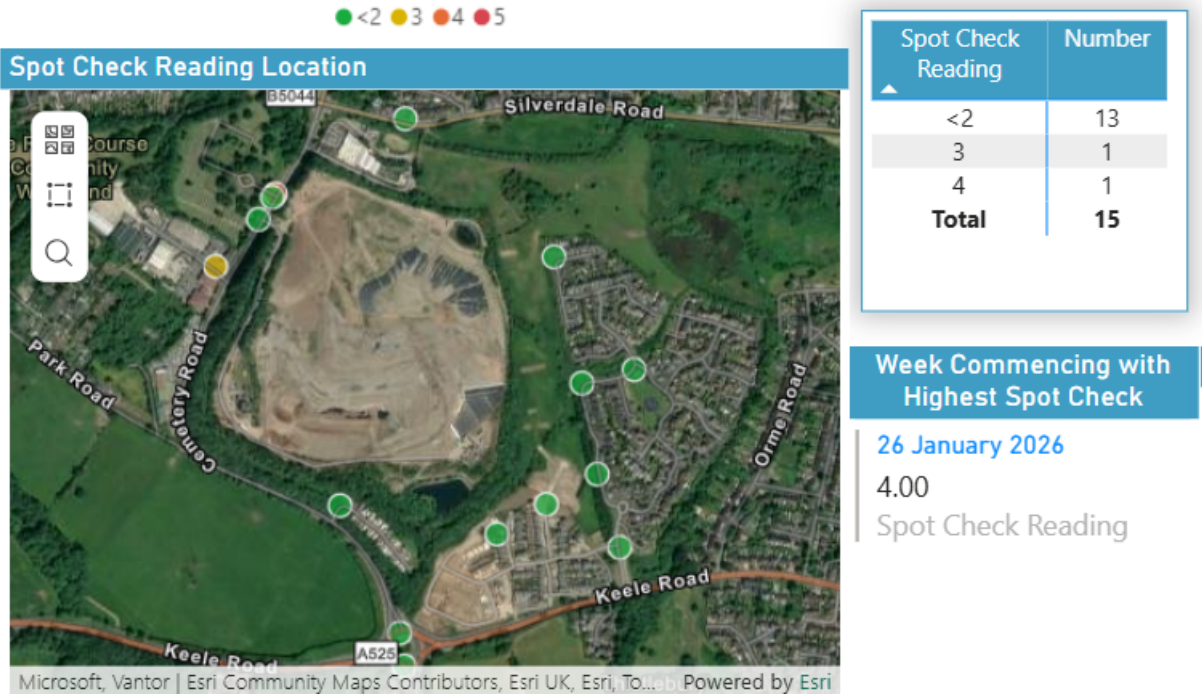 <2 3 4 5
Spot Check Reading Location
B5044
Silverdale Road
Course
nd
Park Road
Cemetery Road
Orme Road
Keele Road
Keele Road
A525
Microsoft, Vantor | Esri Community Maps Contributors, Esri UK, Esri, To... Powered by Esri
Spot Check Reading Number
<2 13
3 1
4 1
Total 15
Week Commencing with
Highest Spot Check
26 January 2026
4.00
Spot Check Reading